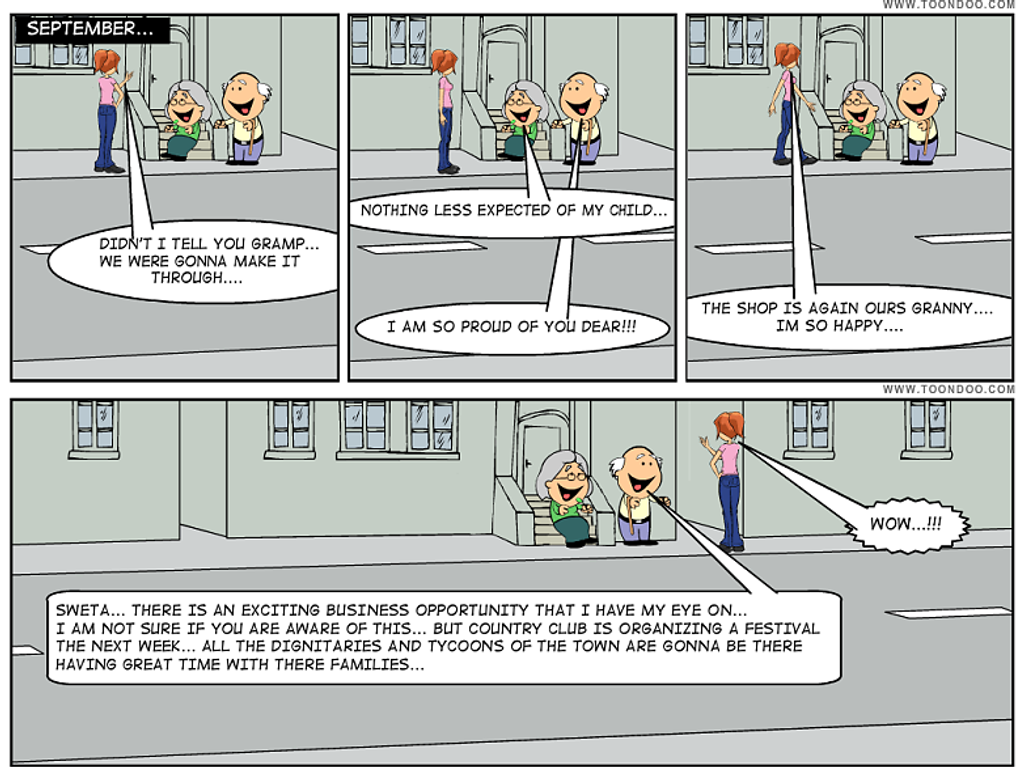 WWW.TOONDOO.COM
SEPTEMBER...
DIDN'T I TELL YOU GRAMP...
WE WERE GONNA MAKE IT
THROUGH....
NOTHING LESS EXPECTED OF MY CHILD...
I AM SO PROUD OF YOU DEAR!!!
THE SHOP IS AGAIN OURS GRANNY....
IM SO HAPPY....
WWW.TOONDOO.COM
SWETA... THERE IS AN EXCITING BUSINESS OPPORTUNITY THAT I HAVE MY EYE ON...
I AM NOT SURE IF YOU ARE AWARE OF THIS... BUT COUNTRY CLUB IS ORGANIZING A FESTIVAL
THE NEXT WEEK... ALL THE DIGNITARIES AND TYCOONS OF THE TOWN ARE GONNA BE THERE
HAVING GREAT TIME WITH THERE FAMILIES...
WOW...!!!